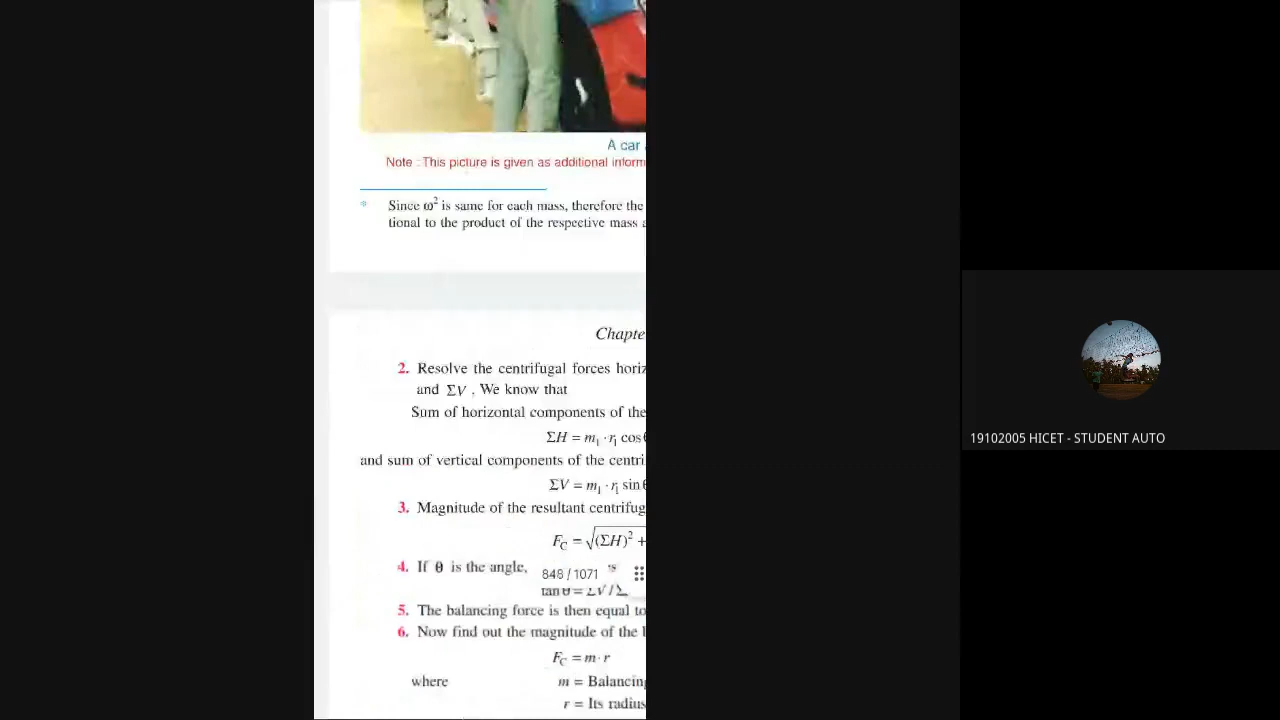 A car
Note : This picture is given as additional inform
* Since ω² is same for each mass, therefore the
tional to the product of the respective mass a
Chapte
2. Resolve the centrifugal forces horiz
and ΣV . We know that
Sum of horizontal components of the
ΣH = m₁ · r₁ cos θ
and sum of vertical components of the centri
ΣV = m₁ · r₁ sin θ
3. Magnitude of the resultant centrifug
F_C = √(ΣH)² +
4. If θ is the angle,
848 / 1071
tan θ = ΣV / Σ
5. The balancing force is then equal to
6. Now find out the magnitude of the b
F_C = m · r
where m = Balancing
r = Its radius
19102005 HICET - STUDENT AUTO